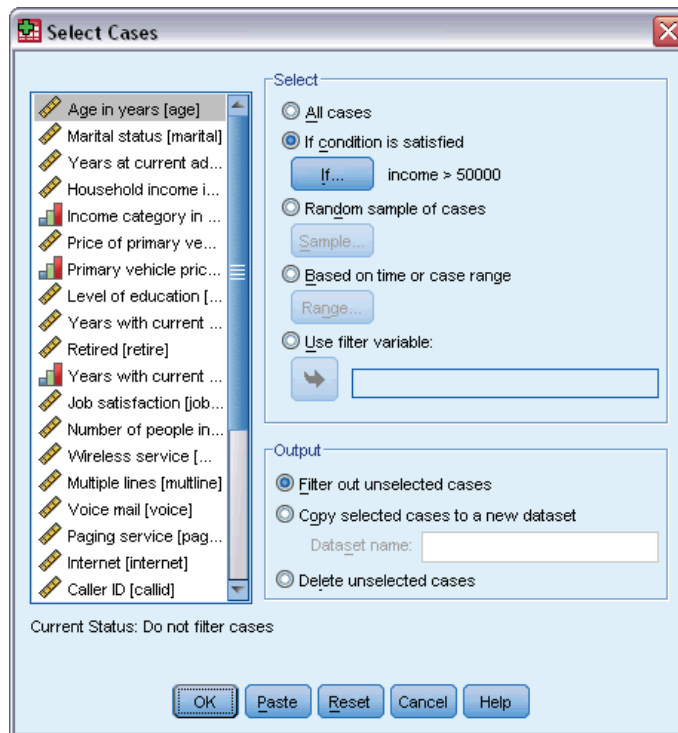 Select Cases
Age in years [age]
Marital status [marital]
Years at current ad...
Household income i...
Income category in ...
Price of primary ve...
Primary vehicle pric...
Level of education [...
Years with current ...
Retired [retire]
Years with current ...
Job satisfaction [job...
Number of people in...
Wireless service [...
Multiple lines [multline]
Voice mail [voice]
Paging service [pag...
Internet [internet]
Caller ID [callid]
Current Status: Do not filter cases
Select
All cases
If condition is satisfied
If... income > 50000
Random sample of cases
Sample...
Based on time or case range
Range...
Use filter variable:
Output
Filter out unselected cases
Copy selected cases to a new dataset
Dataset name:
Delete unselected cases
OK Paste Reset Cancel Help